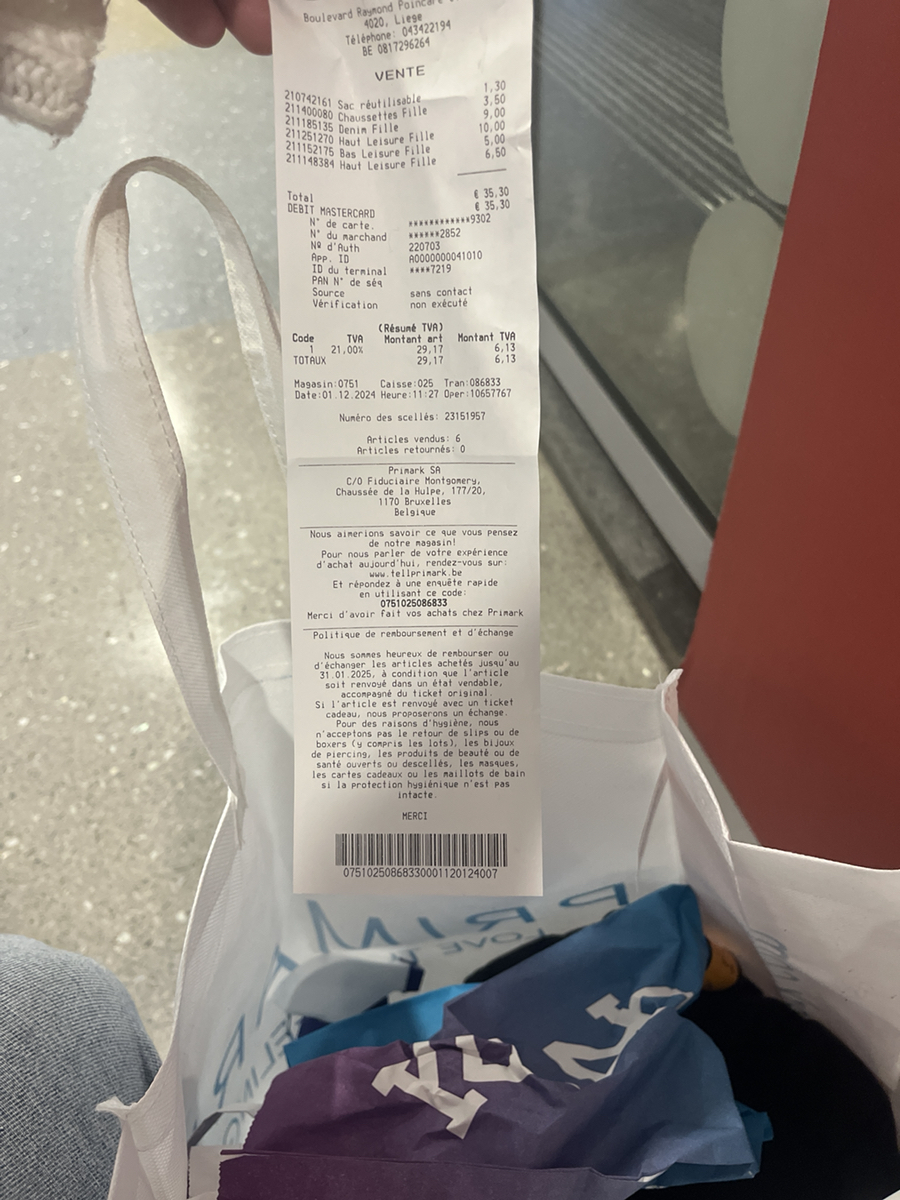 Boulevard Raymond Poincaré
4020, Liege
Téléphone: 043422194
BE 0817296264
VENTE
210742161 Sac réutilisable 1,30
211400080 Chaussettes Fille 3,50
211185135 Denim Fille 9,00
211251270 Haut Leisure Fille 10,00
211152175 Bas Leisure Fille 5,00
211148384 Haut Leisure Fille 6,50
Total € 35,30
DEBIT MASTERCARD € 35,30
N° de carte. ************9302
N° du marchand ******2852
Nº d'Auth 220703
App. ID A0000000041010
ID du terminal ****7219
PAN N° de séq
Source sans contact
Vérification non exécuté
(Résumé TVA)
Code TVA Montant art Montant TVA
1 21,00% 29,17 6,13
TOTAUX 29,17 6,13
Magasin:0751 Caisse:025 Tran:086833
Date:01.12.2024 Heure:11:27 Oper:10657767
Numéro des scellés: 23151957
Articles vendus: 6
Articles retournés: 0
Primark SA
C/O Fiduciaire Montgomery,
Chaussée de la Hulpe, 177/20,
1170 Bruxelles
Belgique
Nous aimerions savoir ce que vous pensez
de notre magasin!
Pour nous parler de votre expérience
d'achat aujourd'hui, rendez-vous sur:
www.tellprimark.be
Et répondez à une enquête rapide
en utilisant ce code:
0751025086833
Merci d'avoir fait vos achats chez Primark
Politique de remboursement et d'échange
Nous sommes heureux de rembourser ou
d'échanger les articles achetés jusqu'au
31.01.2025, à condition que l'article
soit renvoyé dans un état vendable,
accompagné du ticket original.
Si l'article est renvoyé avec un ticket
cadeau, nous proposerons un échange.
Pour des raisons d'hygiène, nous
n'acceptons pas le retour de slips ou de
boxers (y compris les lots), les bijoux
de piercing, les produits de beauté ou de
santé ouverts ou descellés, les masques,
les cartes cadeaux ou les maillots de bain
si la protection hygiénique n'est pas
intacte.
MERCI
07510250868330001120124007
PRIMA
LOVE